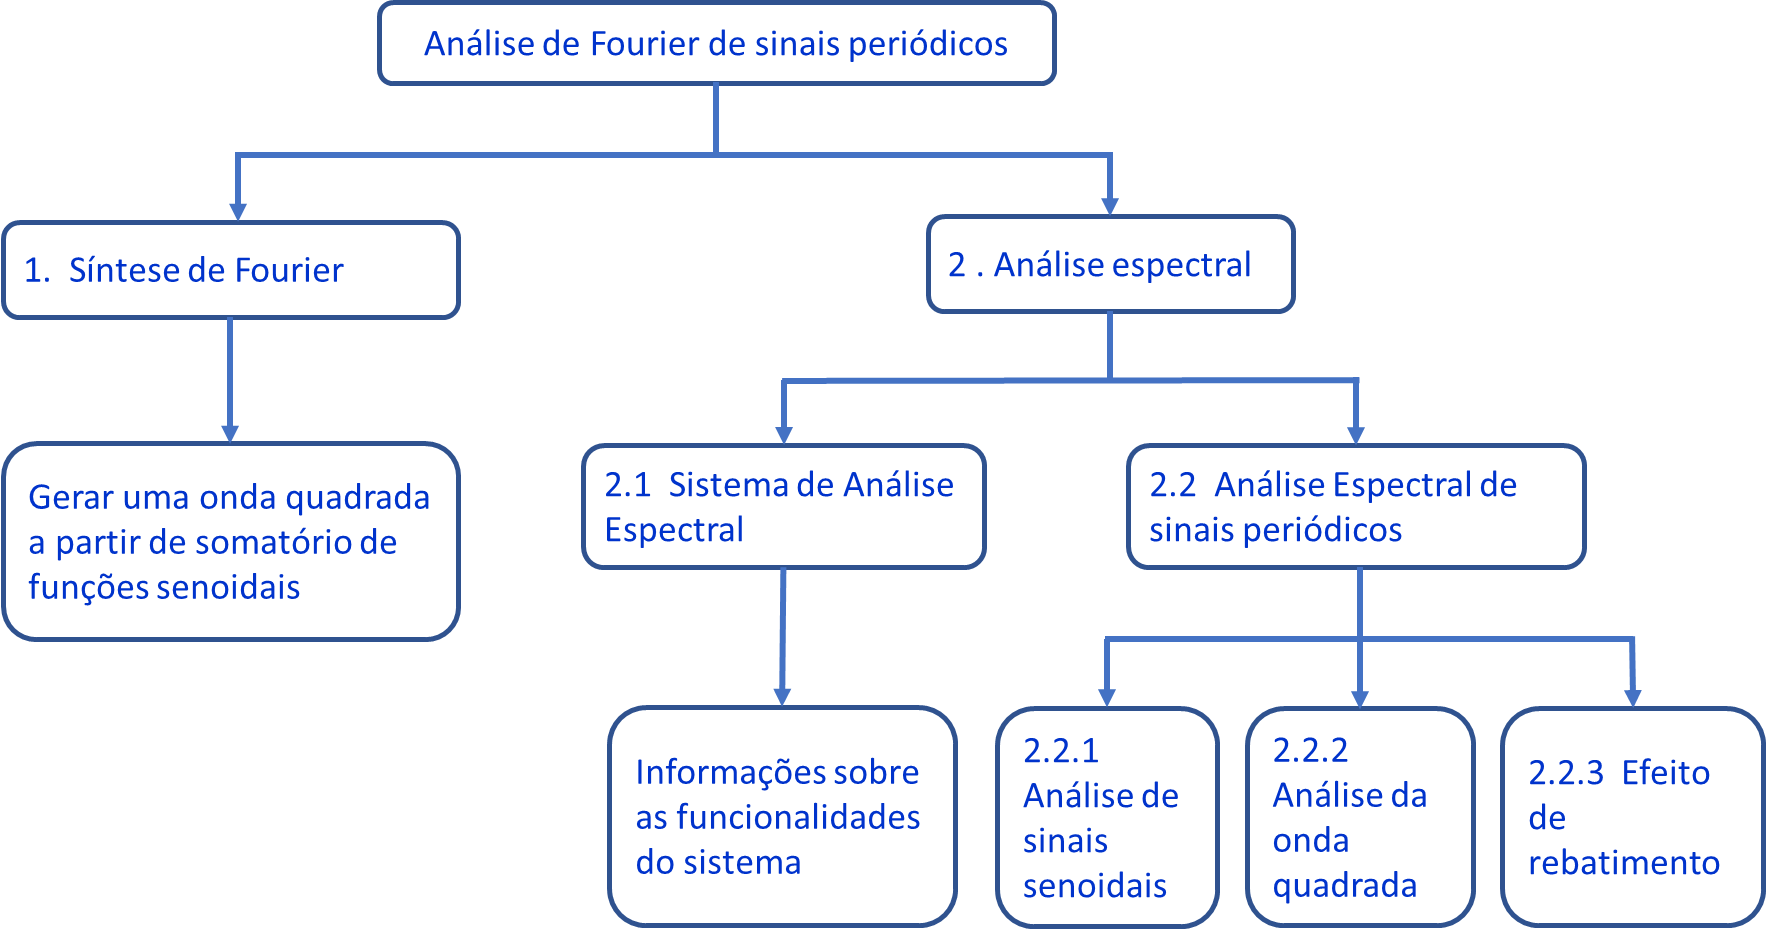 Análise de Fourier de sinais periódicos
1.  Síntese de Fourier
2 . Análise espectral
Gerar uma onda quadrada
a partir de somatório de
funções senoidais
2.1  Sistema de Análise
Espectral
2.2  Análise Espectral de
sinais periódicos
Informações sobre
as funcionalidades
do sistema
2.2.1
Análise de
sinais
senoidais
2.2.2
Análise da
onda
quadrada
2.2.3  Efeito
de
rebatimento